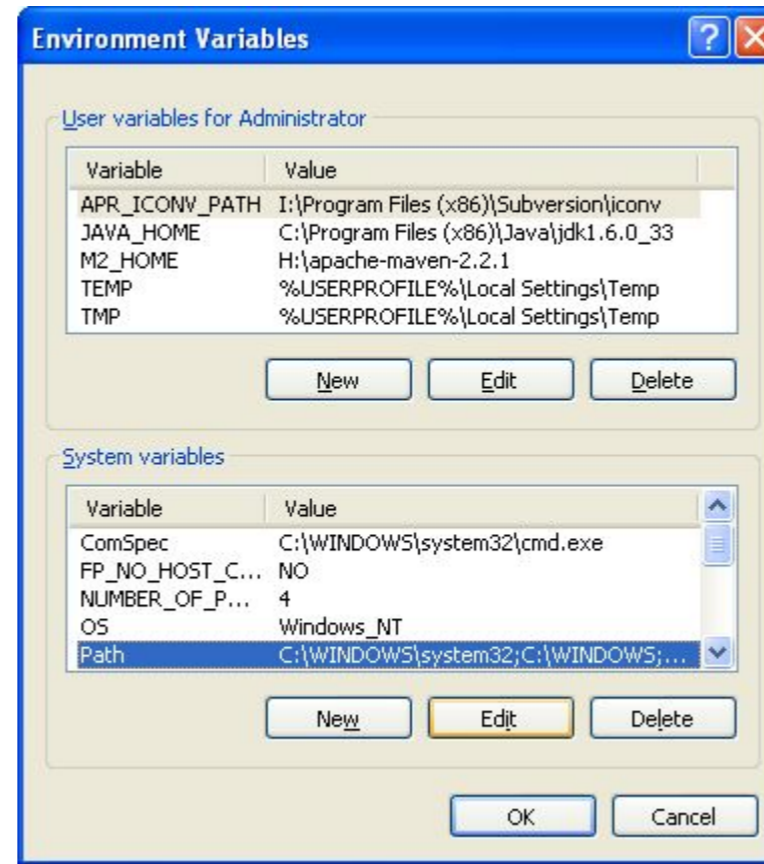 Environment Variables
User variables for Administrator
Variable Value
APR_ICONV_PATH I:\Program Files (x86)\Subversion\iconv
JAVA_HOME C:\Program Files (x86)\Java\jdk1.6.0_33
M2_HOME H:\apache-maven-2.2.1
TEMP %USERPROFILE%\Local Settings\Temp
TMP %USERPROFILE%\Local Settings\Temp
New Edit Delete
System variables
Variable Value
ComSpec C:\WINDOWS\system32\cmd.exe
FP_NO_HOST_C... NO
NUMBER_OF_P... 4
OS Windows_NT
Path C:\WINDOWS\system32;C:\WINDOWS;...
New Edit Delete
OK Cancel